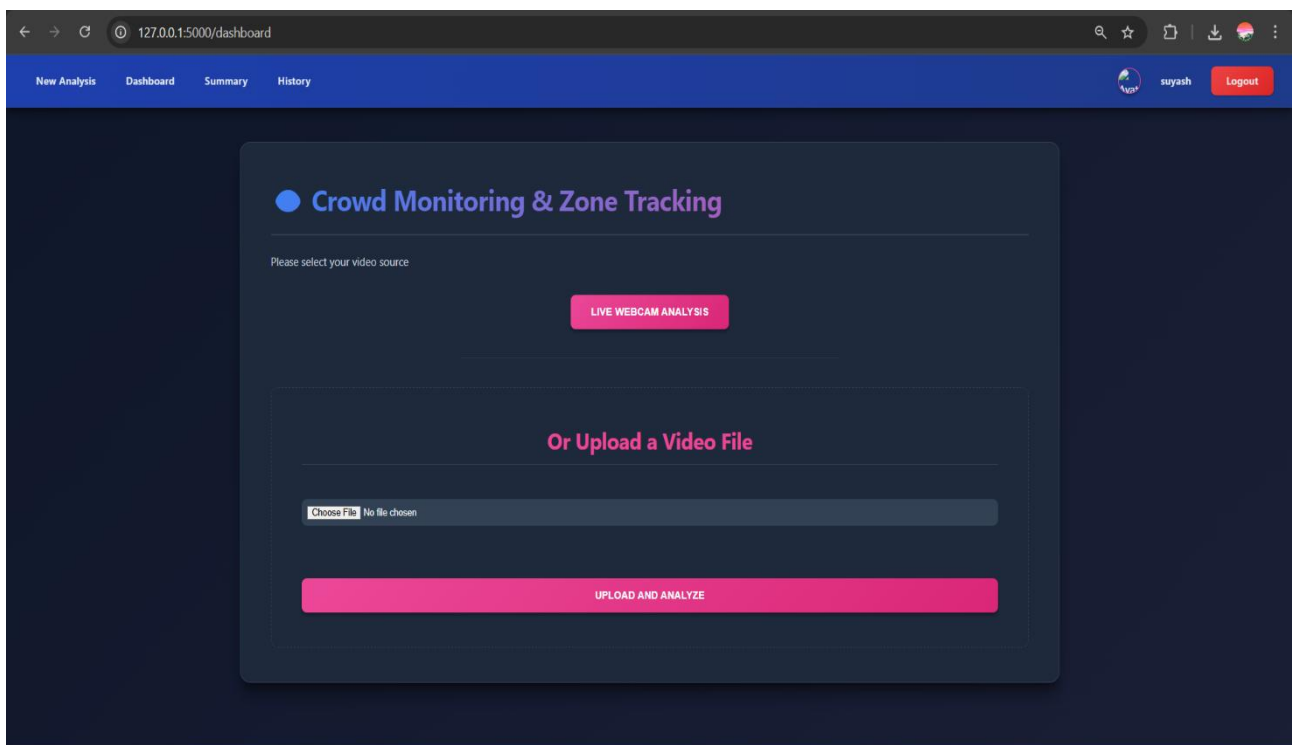 127.0.0.1:5000/dashboard
New Analysis Dashboard Summary History suyash Logout
Crowd Monitoring & Zone Tracking
Please select your video source
LIVE WEBCAM ANALYSIS
Or Upload a Video File
Choose File No file chosen
UPLOAD AND ANALYZE